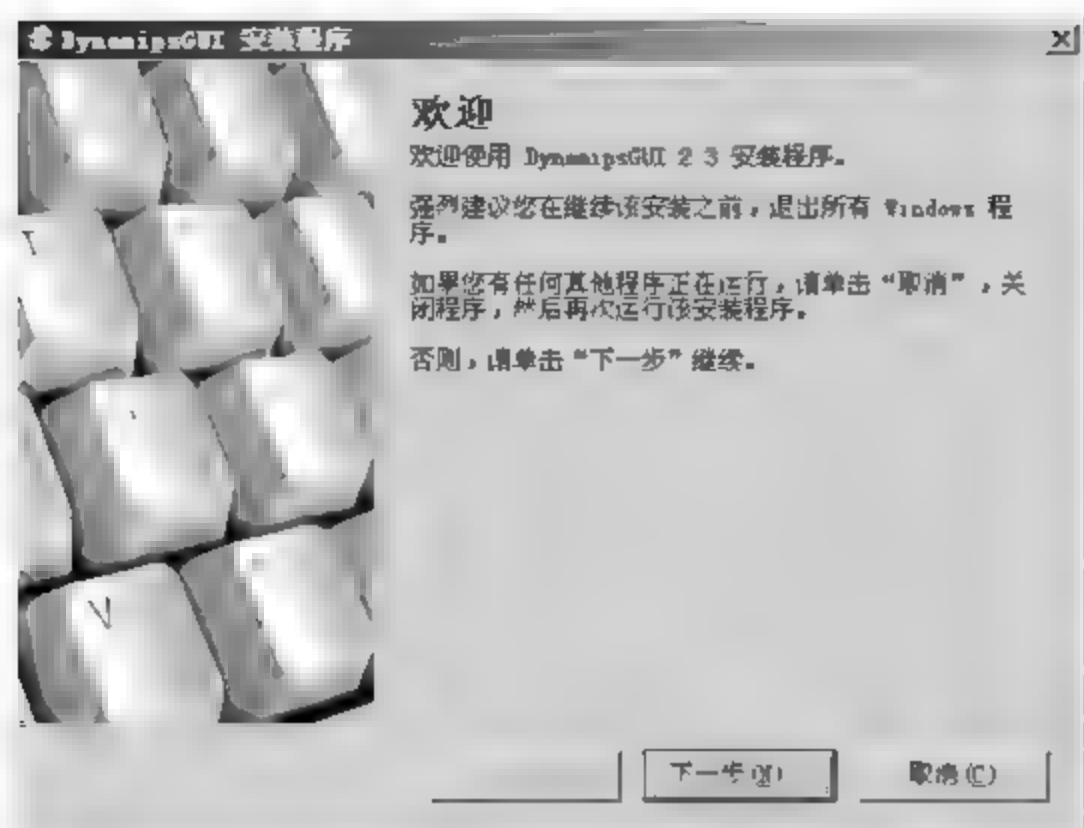 DynamipsGUI 安装程序
欢迎
欢迎使用 DynamipsGUI 2 3 安装程序。
强烈建议您在继续该安装之前，退出所有 Windows 程
序。
如果您有任何其他程序正在运行，请单击“取消”，关
闭程序，然后再次运行该安装程序。
否则，请单击“下一步”继续。
V
下一步(N)
取消(C)